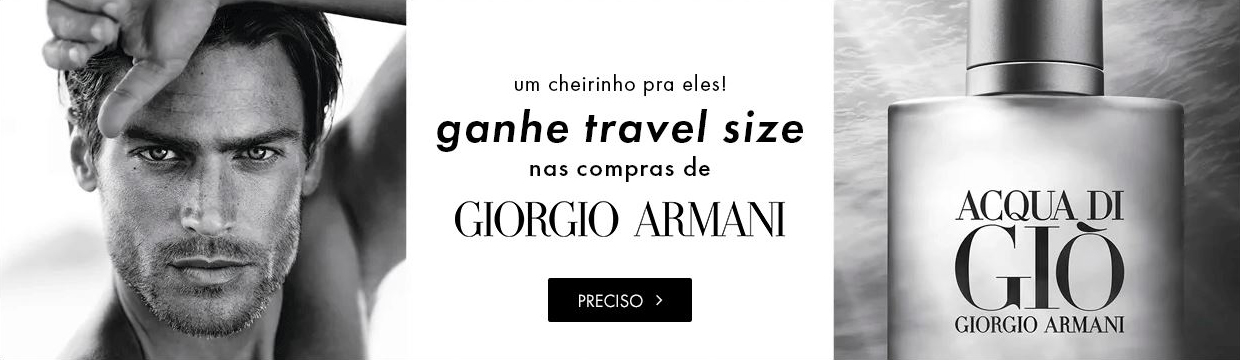 um cheirinho pra eles!
ganhe travel size
nas compras de
GIORGIO ARMANI
PRECISO >
ACQUA DI
GIÒ
GIORGIO ARMANI